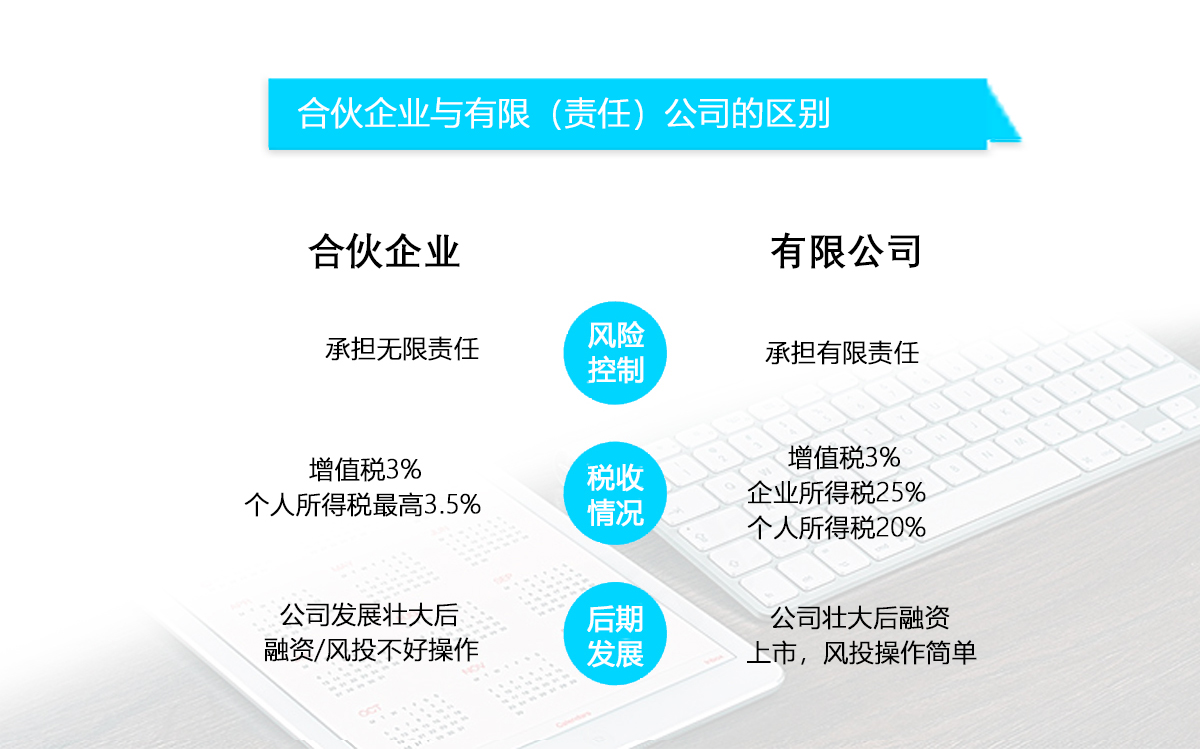 合伙企业与有限（责任）公司的区别
合伙企业
有限公司
承担无限责任
风险
控制
承担有限责任
增值税3%
个人所得税最高3.5%
税收
情况
增值税3%
企业所得税25%
个人所得税20%
公司发展壮大后
融资/风投不好操作
后期
发展
公司壮大后融资
上市，风投操作简单
SEP
OCT
NOV